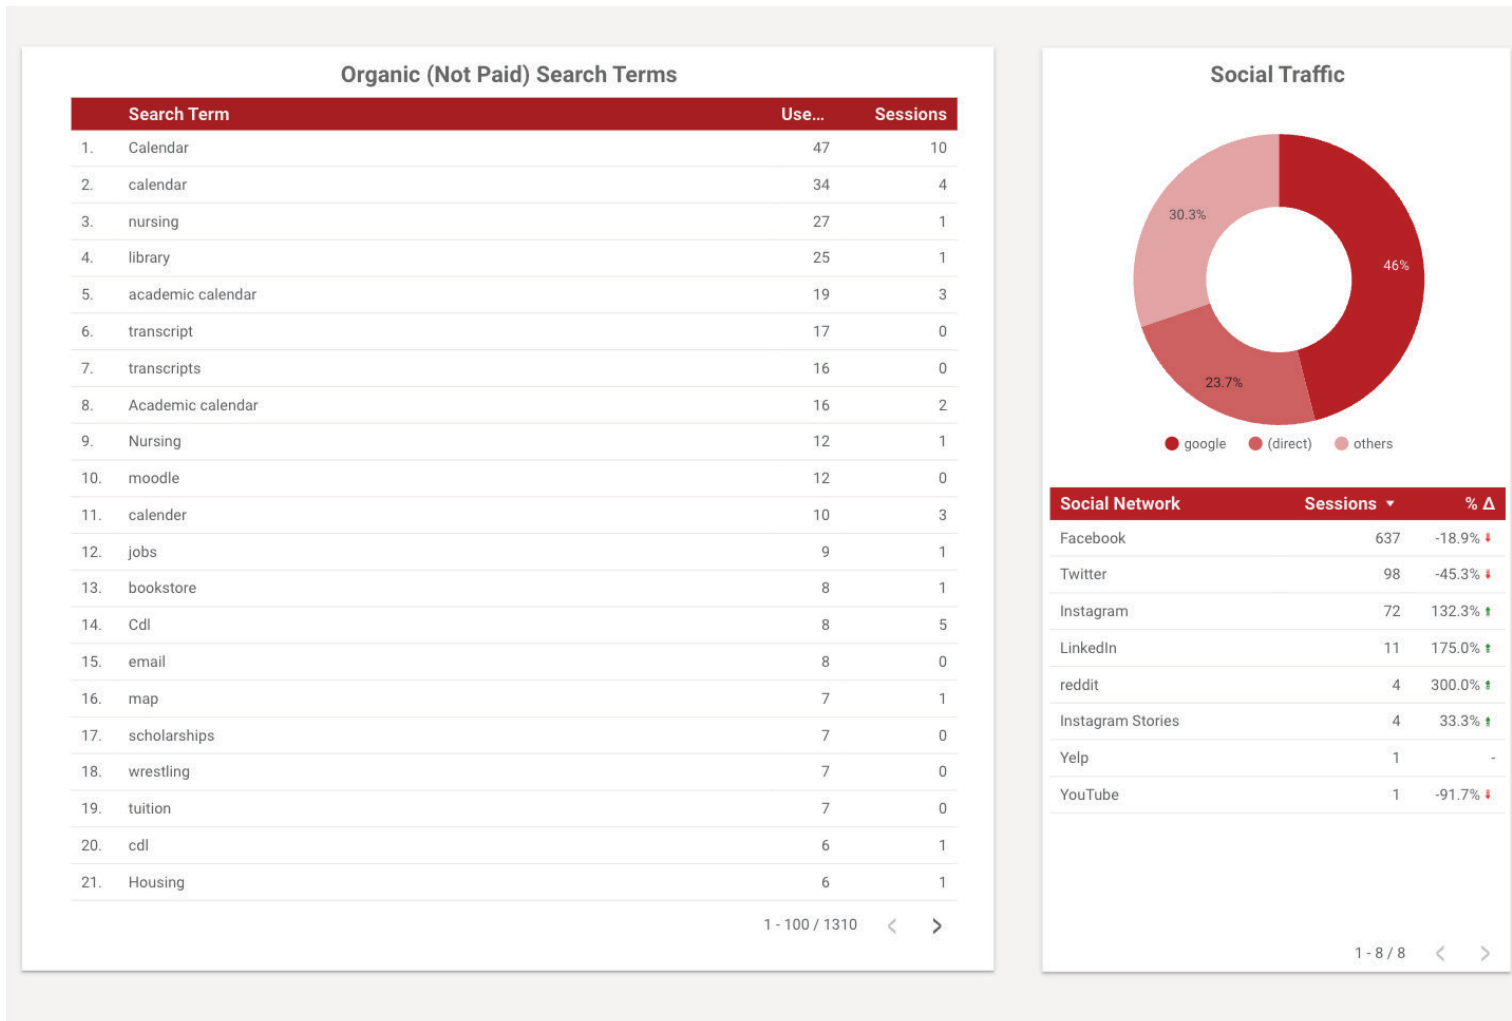 Organic (Not Paid) Search Terms
Search Term Use... Sessions
1. Calendar 47 10
2. calendar 34 4
3. nursing 27 1
4. library 25 1
5. academic calendar 19 3
6. transcript 17 0
7. transcripts 16 0
8. Academic calendar 16 2
9. Nursing 12 1
10. moodle 12 0
11. calender 10 3
12. jobs 9 1
13. bookstore 8 1
14. Cdl 8 5
15. email 8 0
16. map 7 1
17. scholarships 7 0
18. wrestling 7 0
19. tuition 7 0
20. cdl 6 1
21. Housing 6 1
1 - 100 / 1310
Social Traffic
30.3%
46%
23.7%
google (direct) others
Social Network Sessions % Δ
Facebook 637 -18.9%
Twitter 98 -45.3%
Instagram 72 132.3%
LinkedIn 11 175.0%
reddit 4 300.0%
Instagram Stories 4 33.3%
Yelp 1 -
YouTube 1 -91.7%
1 - 8 / 8